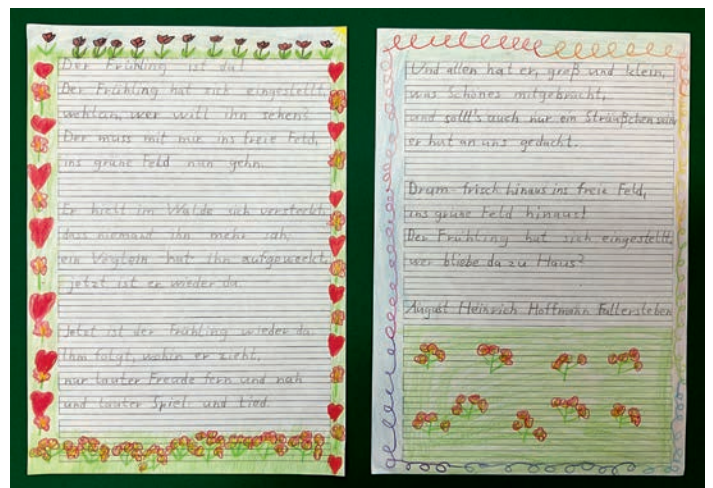 Der Frühling ist da!
Der Frühling hat sich eingestellt,
wohlan, wer will ihn sehen?
Der muss mit mir ins freie Feld,
ins grüne Feld nun gehn.
Er hielt im Walde sich versteckt,
dass niemand ihn mehr sah;
ein Vöglein hat ihn aufgeweckt,
jetzt ist er wieder da.
Jetzt ist der Frühling wieder da.
Ihm folgt, wohin er zieht,
nur lauter Freude fern und nah
und lauter Spiel und Lied.
Und allen hat er, groß und klein,
was Schönes mitgebracht,
und sollt's auch nur ein Sträußchen sein
er hat an uns gedacht.
Drum frisch hinaus ins freie Feld,
ins grüne Feld hinaus!
Der Frühling hat sich eingestellt,
wer bliebe da zu Haus?
August Heinrich Hoffmann Fallersleben